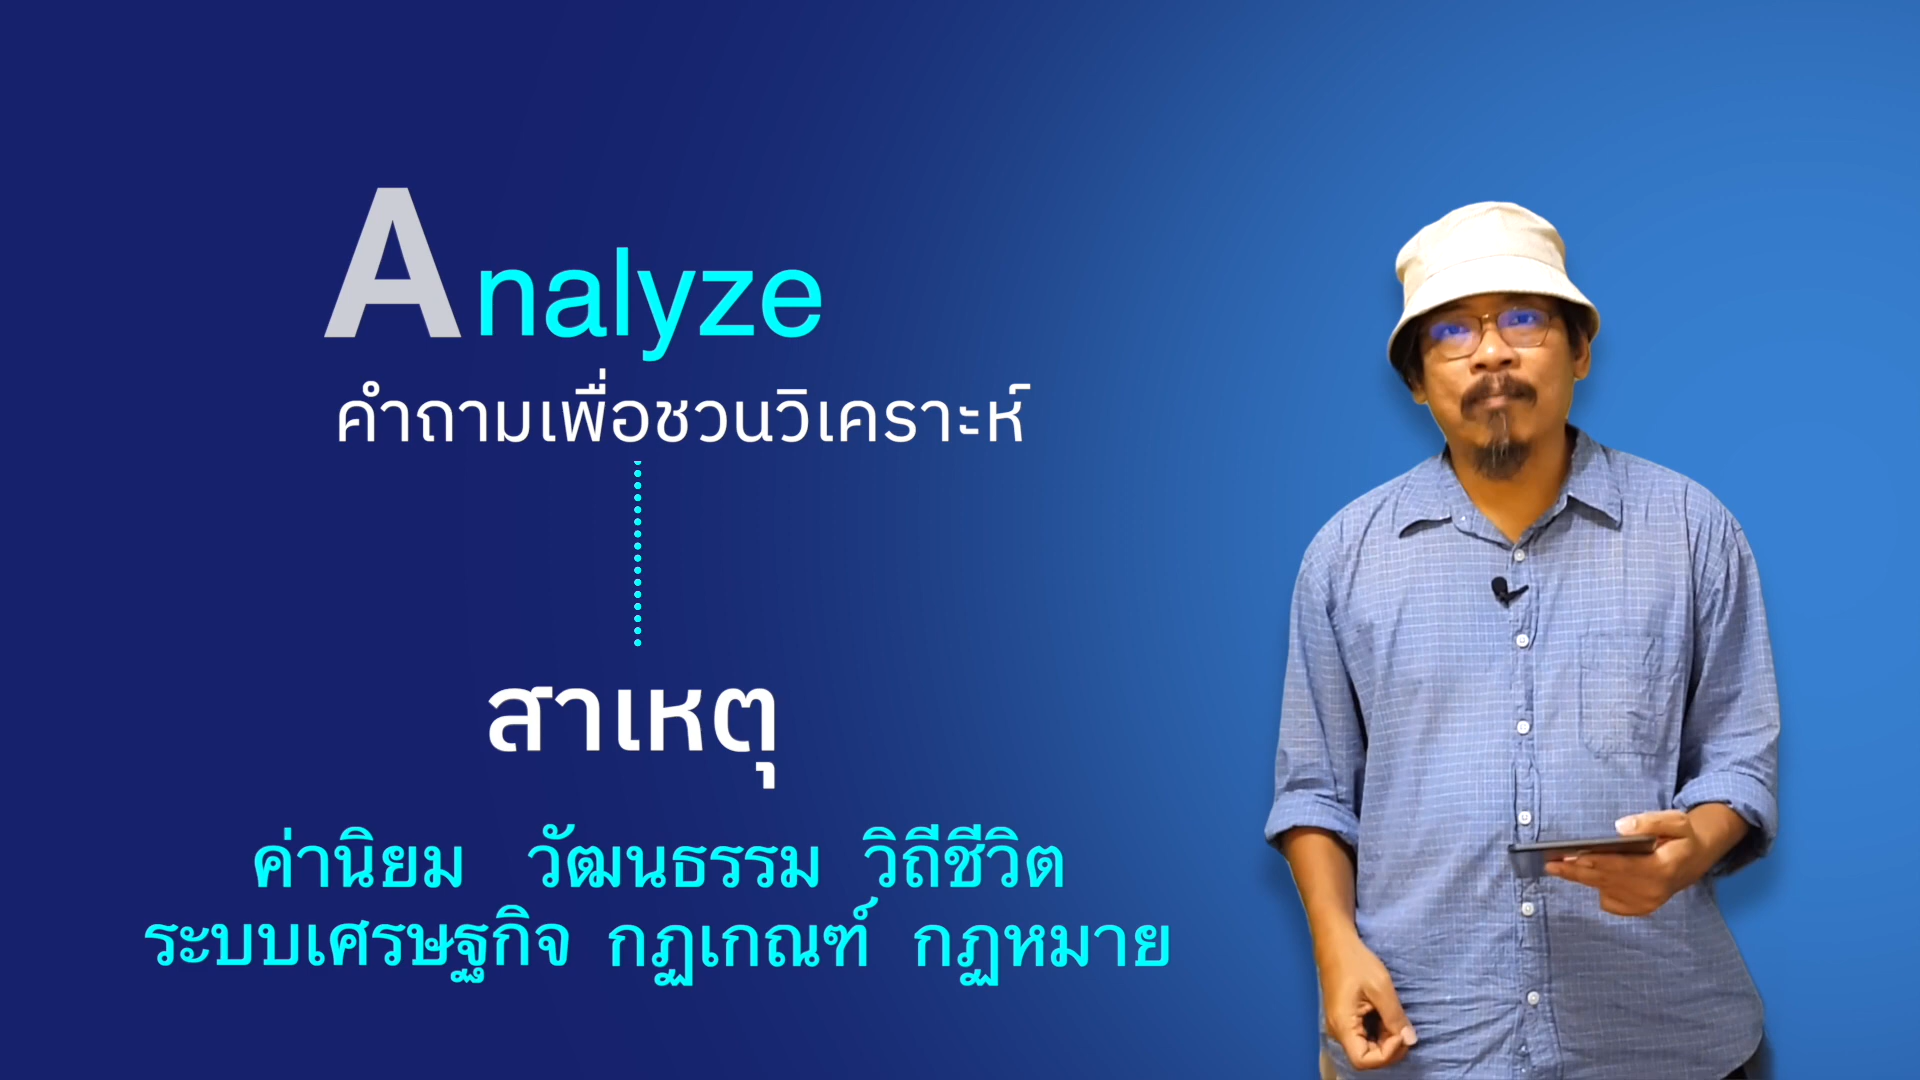 Analyze
คำถามเพื่อชวนวิเคราะห์
สาเหตุ
ค่านิยม วัฒนธรรม วิถีชีวิต
ระบบเศรษฐกิจ กฏเกณฑ์ กฏหมาย